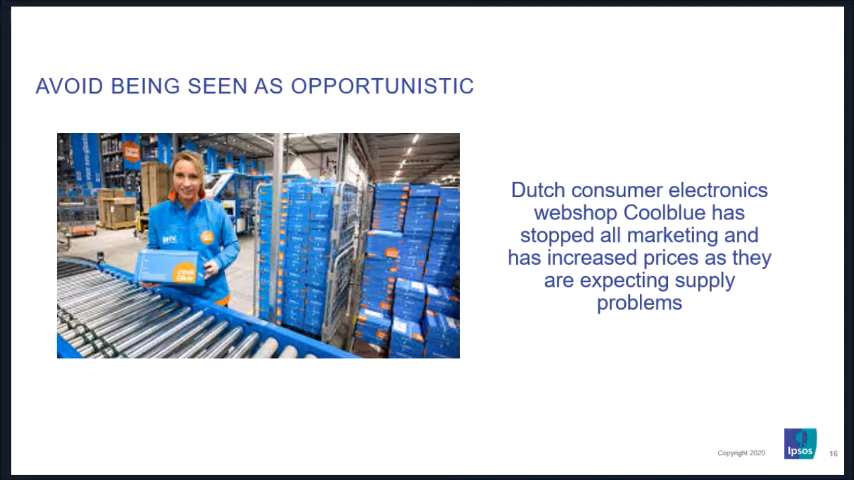 AVOID BEING SEEN AS OPPORTUNISTIC
Dutch consumer electronics
webshop Coolblue has
stopped all marketing and
has increased prices as they
are expecting supply
problems
Copyright 2020
Ipsos
16